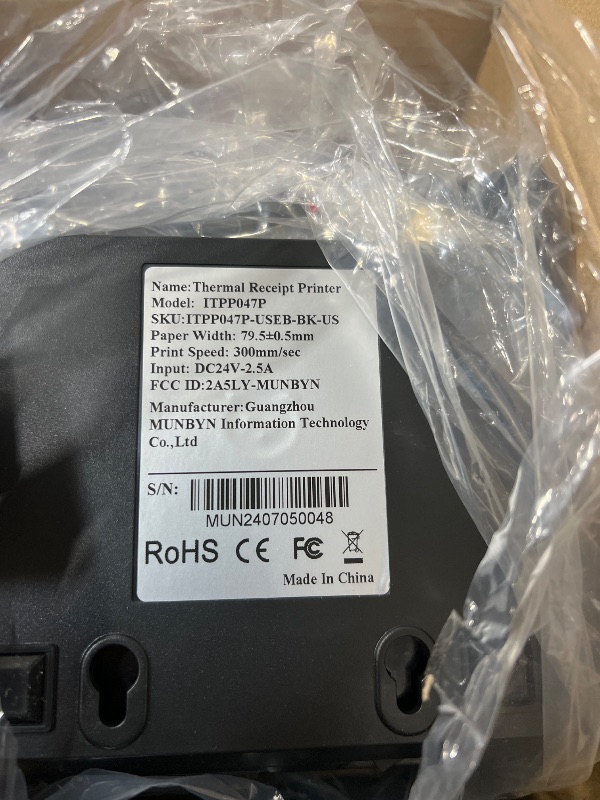 Name:Thermal Receipt Printer
Model: ITPP047P
SKU:ITPP047P-USEB-BK-US
Paper Width: 79.5±0.5mm
Print Speed: 300mm/sec
Input: DC24V-2.5A
FCC ID:2A5LY-MUNBYN
Manufacturer:Guangzhou
MUNBYN Information Technology
Co.,Ltd
S/N:
MUN2407050048
RoHS CE FC
Made In China